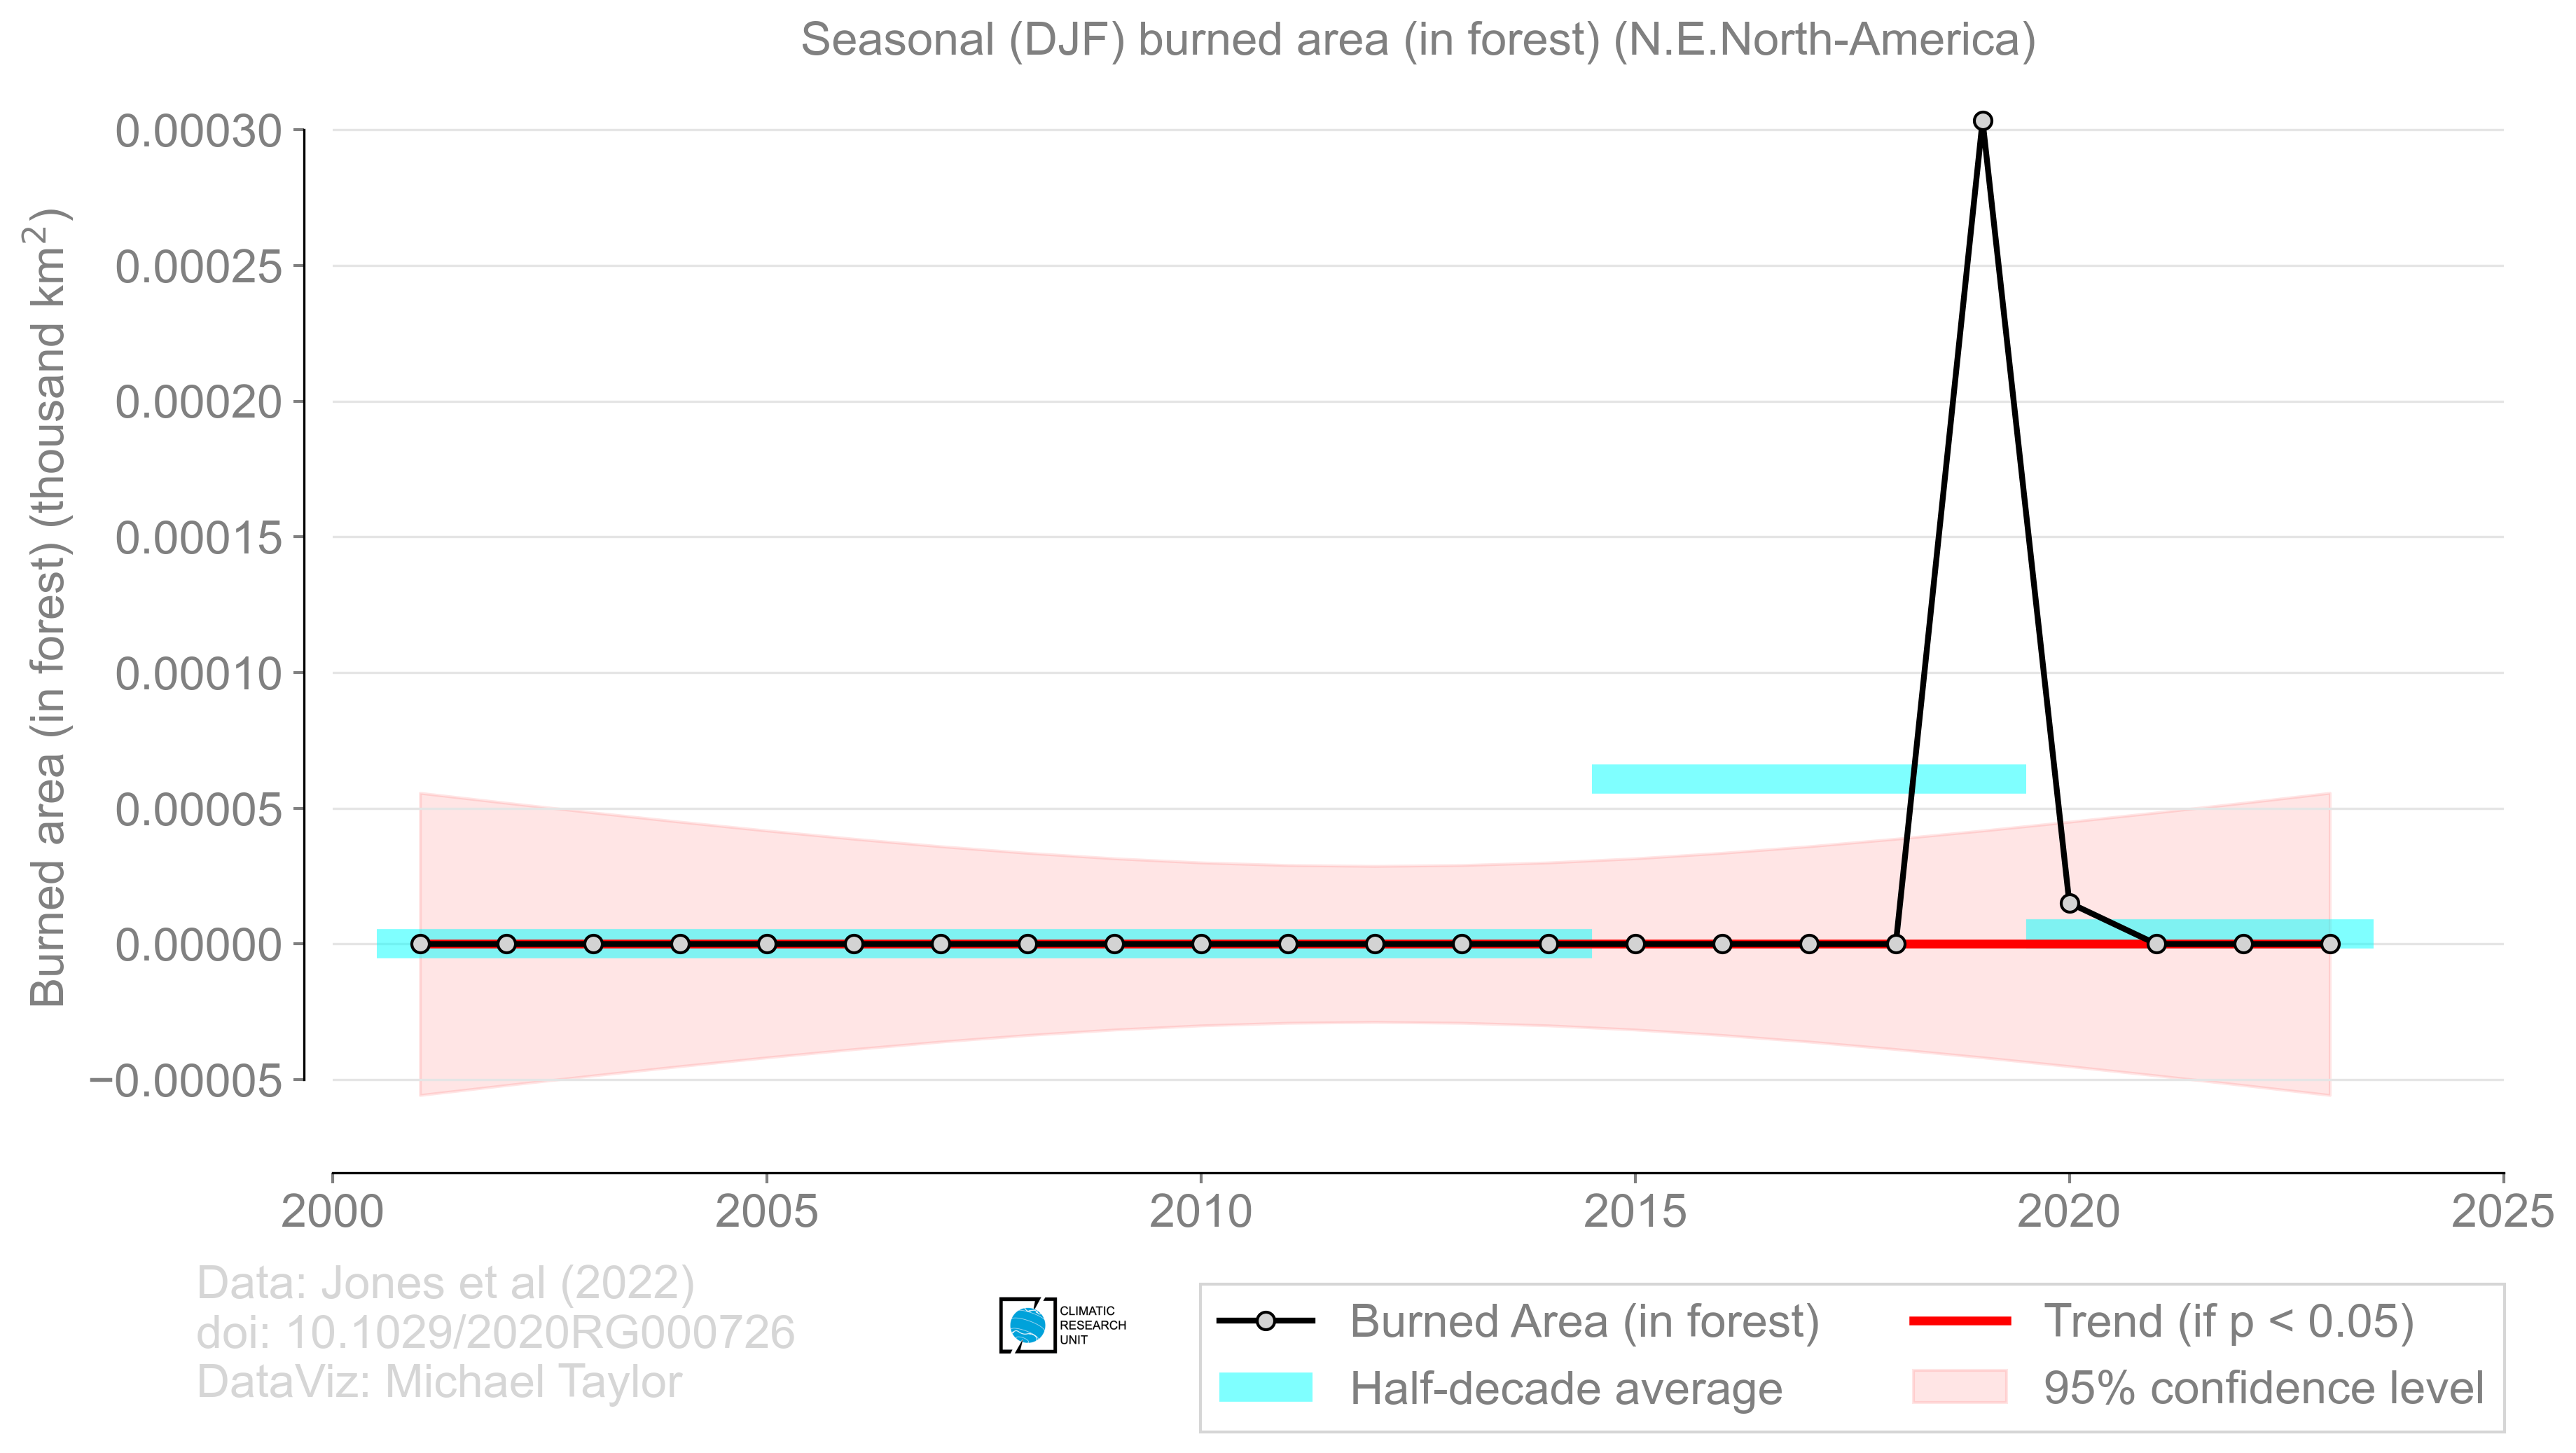 Seasonal (DJF) burned area (in forest) (N.E.North-America)
Burned area (in forest) (thousand km²)
0.00030
0.00025
0.00020
0.00015
0.00010
0.00005
0.00000
−0.00005
2000 2005 2010 2015 2020 2025
Data: Jones et al (2022)
doi: 10.1029/2020RG000726
DataViz: Michael Taylor
CLIMATIC
RESEARCH
UNIT
Burned Area (in forest)
Half-decade average
Trend (if p < 0.05)
95% confidence level